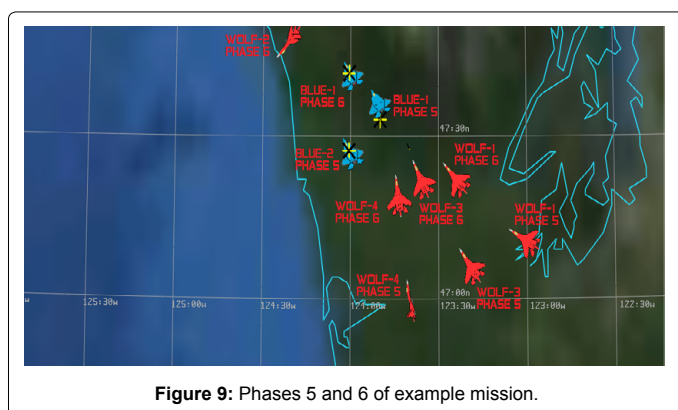 WOLF-2
PHASE 6
BLUE-1
PHASE 6
BLUE-1
PHASE 5
47:30n
BLUE-2
PHASE 5
WOLF-1
PHASE 6
WOLF-4
PHASE 6
WOLF-3
PHASE 6
WOLF-1
PHASE 5
WOLF-4
PHASE 5
47:00n
WOLF-3
PHASE 5
w
125:30w
125:00w
124:30w
124:00w
123:30w
123:00w
122:30w
Figure 9: Phases 5 and 6 of example mission.